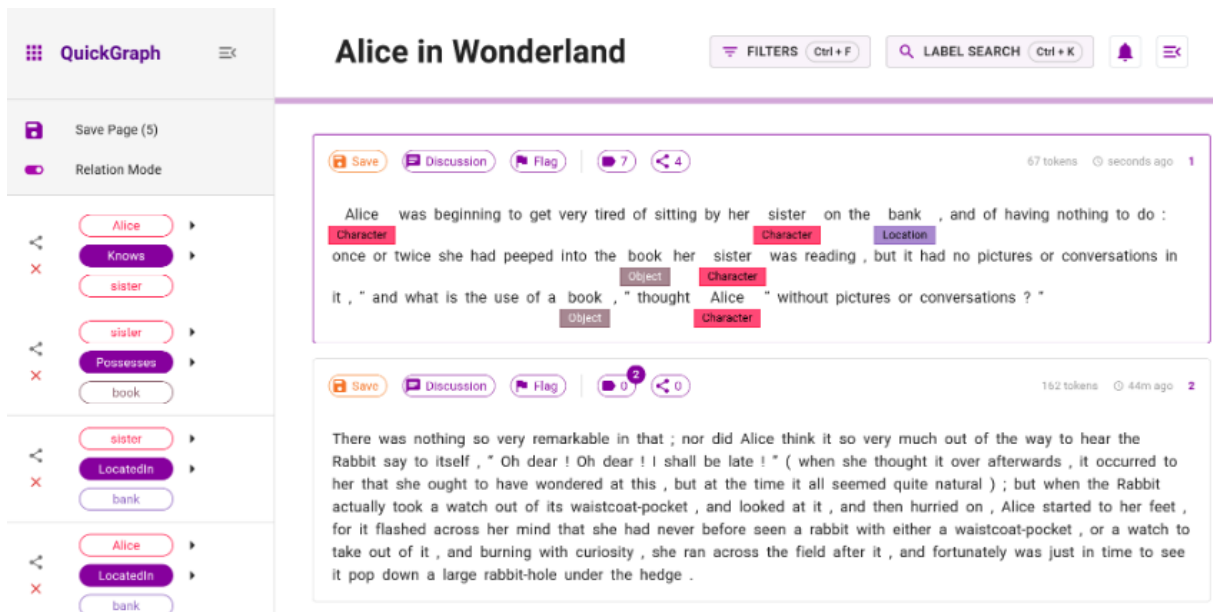 QuickGraph
Alice in Wonderland
FILTERS Ctrl + F
LABEL SEARCH Ctrl + K
Save Page (5)
Relation Mode
Alice
Knows
sister
sister
Possesses
book
sister
LocatedIn
bank
Alice
LocatedIn
bank
Save Discussion Flag 7 4 67 tokens seconds ago 1
Alice was beginning to get very tired of sitting by her sister on the bank , and of having nothing to do :
Character Character Location
once or twice she had peeped into the book her sister was reading , but it had no pictures or conversations in
Object Character
it , " and what is the use of a book , " thought Alice " without pictures or conversations ? "
Object Character
Save Discussion Flag 0 2 0 162 tokens 44m ago 2
There was nothing so very remarkable in that ; nor did Alice think it so very much out of the way to hear the
Rabbit say to itself , " Oh dear ! Oh dear ! I shall be late ! " ( when she thought it over afterwards , it occurred to
her that she ought to have wondered at this , but at the time it all seemed quite natural ) ; but when the Rabbit
actually took a watch out of its waistcoat-pocket , and looked at it , and then hurried on , Alice started to her feet ,
for it flashed across her mind that she had never before seen a rabbit with either a waistcoat-pocket , or a watch to
take out of it , and burning with curiosity , she ran across the field after it , and fortunately was just in time to see
it pop down a large rabbit-hole under the hedge .